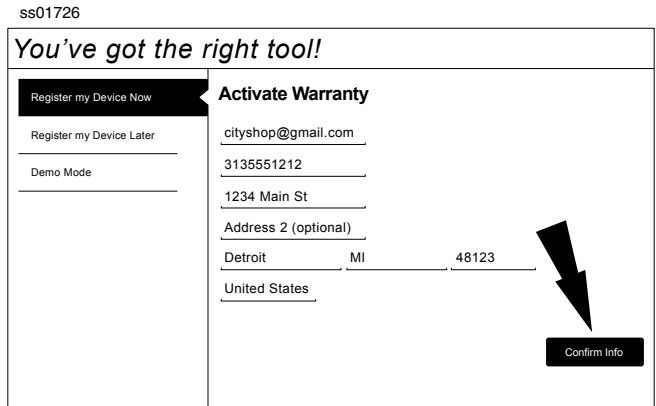 ss01726
You’ve got the right tool!
Register my Device Now
Register my Device Later
Demo Mode
Activate Warranty
cityshop@gmail.com
3135551212
1234 Main St
Address 2 (optional)
Detroit MI 48123
United States
Confirm Info